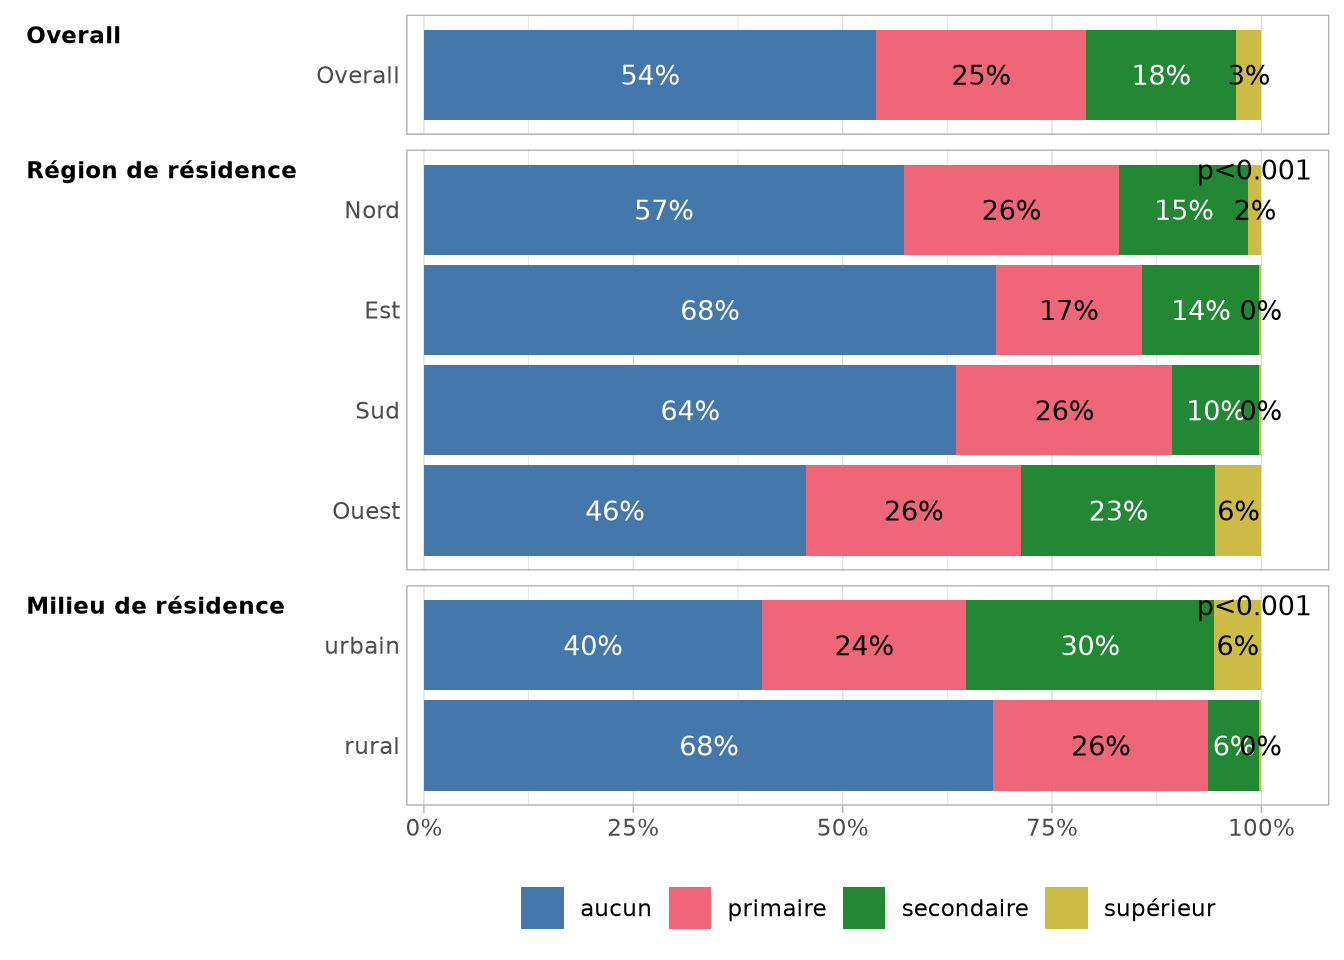 Overall
Overall 54% 25% 18% 3%
Région de résidence p<0.001
Nord 57% 26% 15% 2%
Est 68% 17% 14% 0%
Sud 64% 26% 10% 0%
Ouest 46% 26% 23% 6%
Milieu de résidence p<0.001
urbain 40% 24% 30% 6%
rural 68% 26% 6% 0%
0% 25% 50% 75% 100%
aucun primaire secondaire supérieur